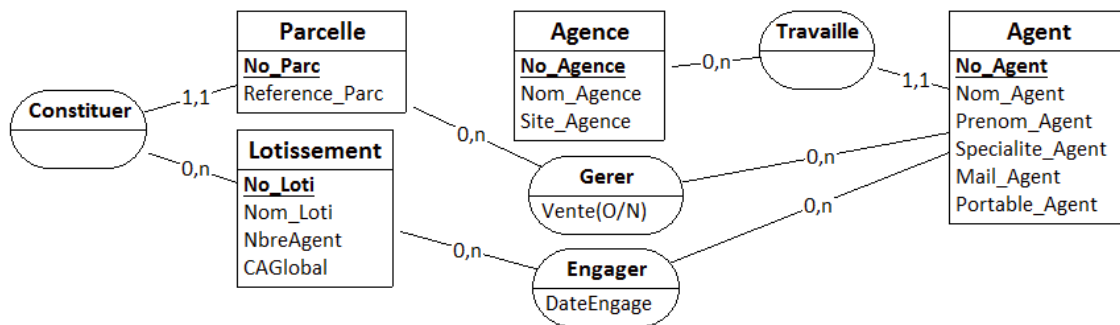 Parcelle
No_Parc
Reference_Parc
Agence
No_Agence
Nom_Agence
Site_Agence
Travaille
Agent
No_Agent
Nom_Agent
Prenom_Agent
Specialite_Agent
Mail_Agent
Portable_Agent
0,n
1,1
Constituer
1,1
0,n
Lotissement
No_Loti
Nom_Loti
NbreAgent
CAGlobal
0,n
Gerer
Vente(O/N)
0,n
0,n
0,n
Engager
DateEngage